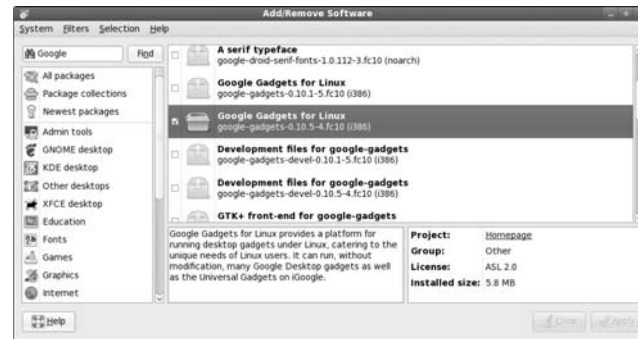 Add/Remove Software
System Filters Selection Help
Google
Find
All packages
Package collections
Newest packages
Admin tools
GNOME desktop
KDE desktop
Other desktops
XFCE desktop
Education
Fonts
Games
Graphics
Internet
A serif typeface
google-droid-serif-fonts-1.0.112-3.fc10 (noarch)
Google Gadgets for Linux
google-gadgets-0.10.1-5.fc10 (i386)
Google Gadgets for Linux
google-gadgets-0.10.5-4.fc10 (i386)
Development files for google-gadgets
google-gadgets-devel-0.10.1-5.fc10 (i386)
Development files for google-gadgets
google-gadgets-devel-0.10.5-4.fc10 (i386)
GTK+ front-end for google-gadgets
Google Gadgets for Linux provides a platform for
running desktop gadgets under Linux, catering to the
unique needs of Linux users. It can run, without
modification, many Google Desktop gadgets as well
as the Universal Gadgets on iGoogle.
Project: Homepage
Group: Other
License: ASL 2.0
Installed size: 5.8 MB
Help
Clear
Apply